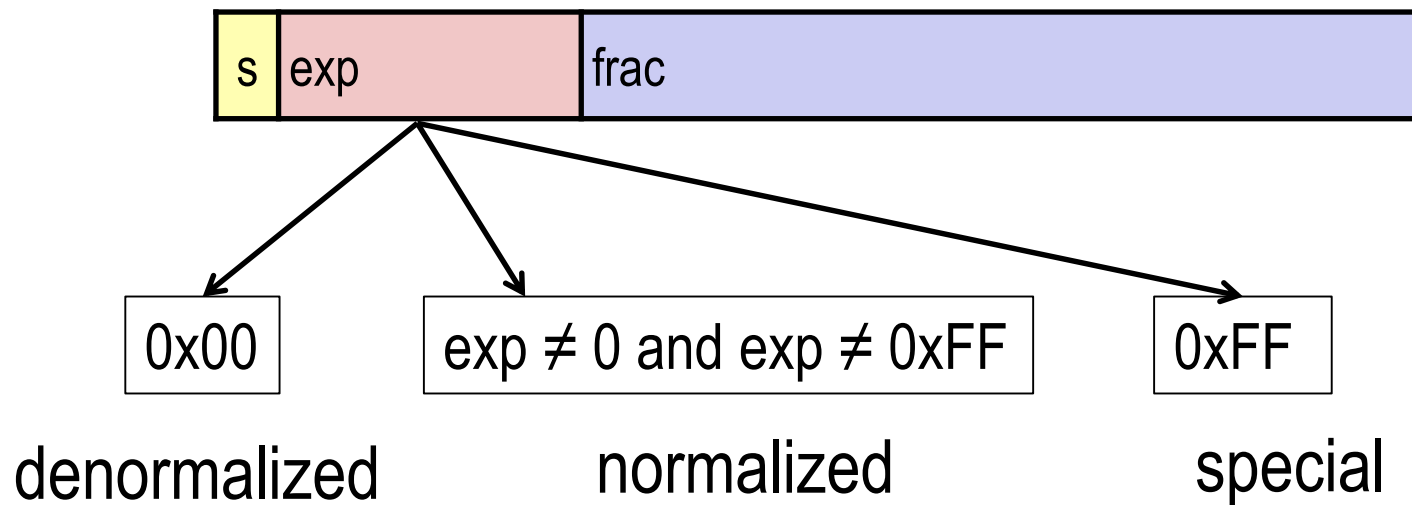 s exp frac
0x00 exp ≠ 0 and exp ≠ 0xFF 0xFF
denormalized normalized special